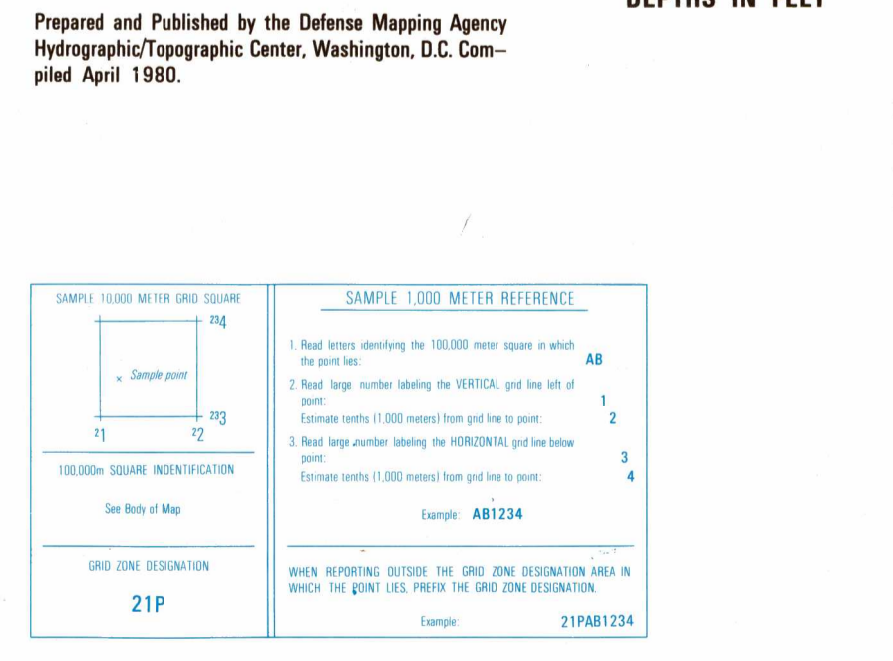 DEPTHS IN FEET
Prepared and Published by the Defense Mapping Agency
Hydrographic/Topographic Center, Washington, D.C. Com–
piled April 1980.
SAMPLE 10,000 METER GRID SQUARE
234
Sample point
233
21
22
100,000m SQUARE INDENTIFICATION
See Body of Map
GRID ZONE DESIGNATION
21P
SAMPLE 1,000 METER REFERENCE
1. Read letters identifying the 100,000 meter square in which
the point lies: AB
2. Read large number labeling the VERTICAL grid line left of
point: 1
Estimate tenths (1,000 meters) from grid line to point: 2
3. Read large number labeling the HORIZONTAL grid line below
point: 3
Estimate tenths (1,000 meters) from grid line to point: 4
Example: AB1234
WHEN REPORTING OUTSIDE THE GRID ZONE DESIGNATION AREA IN
WHICH THE POINT LIES, PREFIX THE GRID ZONE DESIGNATION.
Example: 21PAB1234